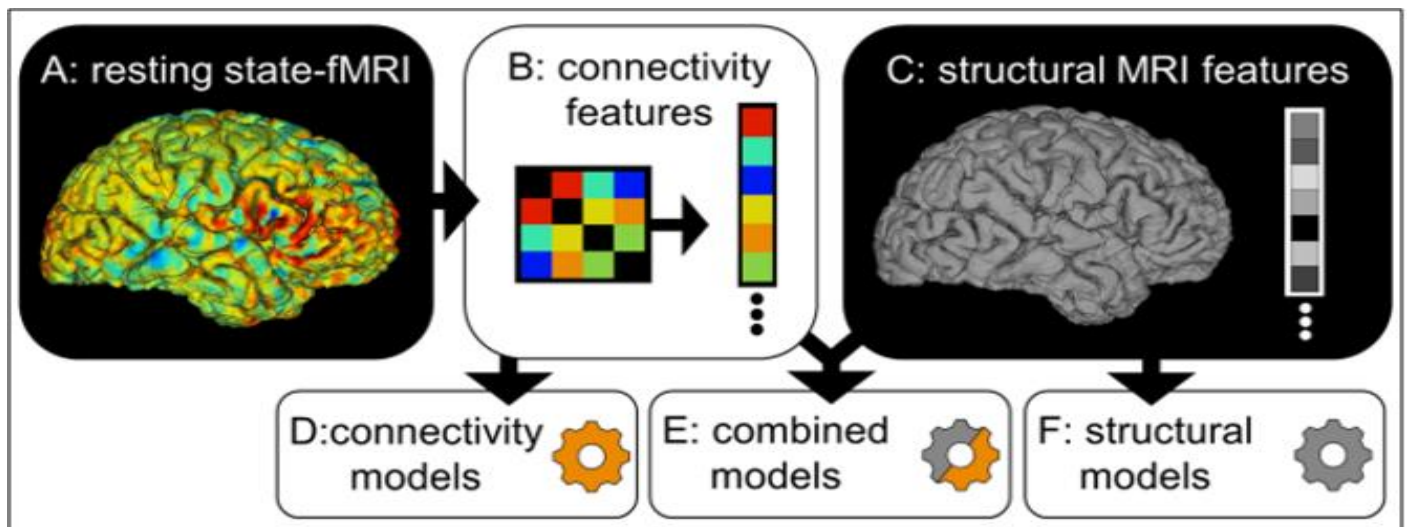 A: resting state-fMRI
B: connectivity
features
C: structural MRI features
D:connectivity
models
E: combined
models
F: structural
models